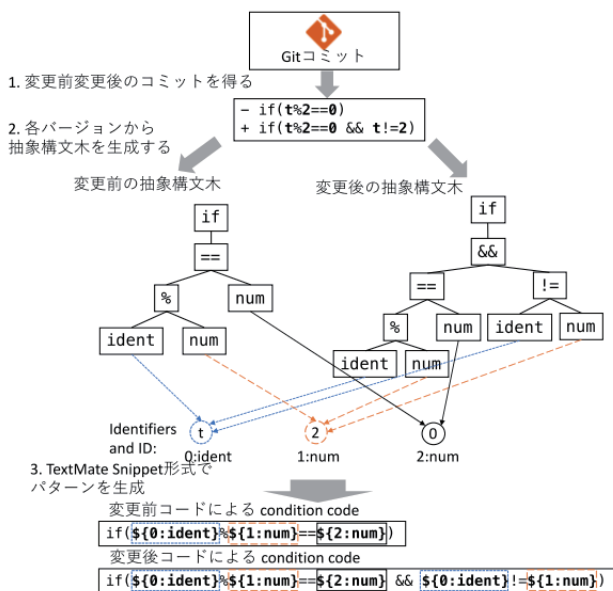 Gitコミット
1. 変更前変更後のコミットを得る
− if(t%2==0)
+ if(t%2==0 && t!=2)
2. 各バージョンから
抽象構文木を生成する
変更前の抽象構文木
変更後の抽象構文木
if
==
%
num
ident
num
if
&&
==
!=
%
num
ident
num
ident
num
Identifiers
and ID:
t
2
0
0:ident
1:num
2:num
3. TextMate Snippet形式で
パターンを生成
変更前コードによる condition code
if(${0:ident}%${1:num}==${2:num})
変更後コードによる condition code
if(${0:ident}%${1:num}==${2:num} && ${0:ident}!=${1:num})